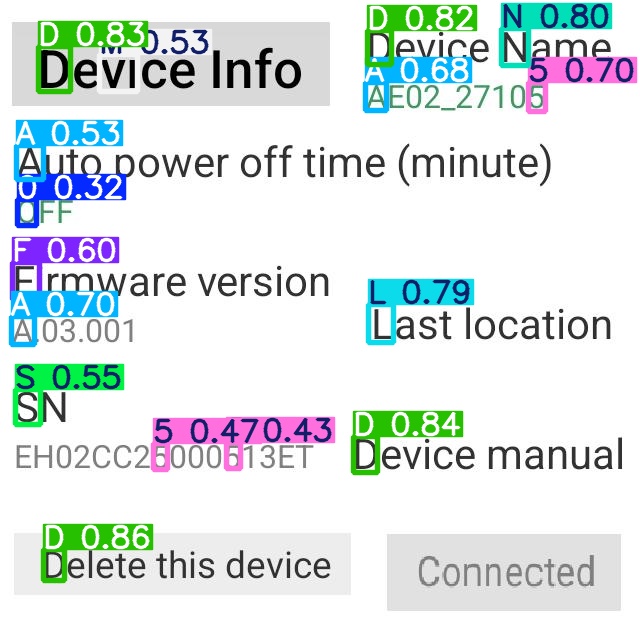 D 0.83
M 0.53
Device Info
D 0.82
N 0.80
Device Name
A 0.68
5 0.70
AE02_27105
A 0.53
Auto power off time (minute)
0 0.32
OFF
F 0.60
Firmware version
A 0.70
A.03.001
L 0.79
Last location
S 0.55
SN
5 0.47 0.43
EH02CC25000513ET
D 0.84
Device manual
D 0.86
Delete this device
Connected